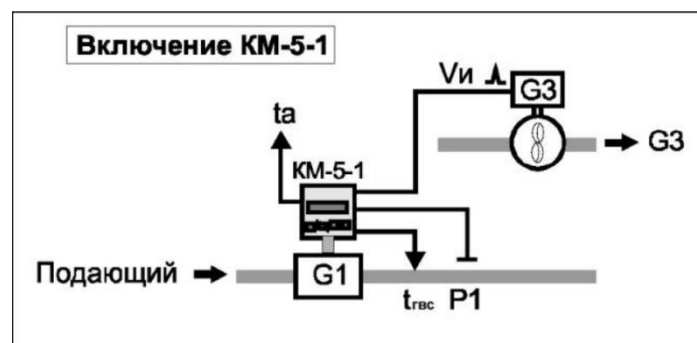 Включение КМ-5-1
Vи
G3
ta
G3
КМ-5-1
Подающий
G1
tгвс P1